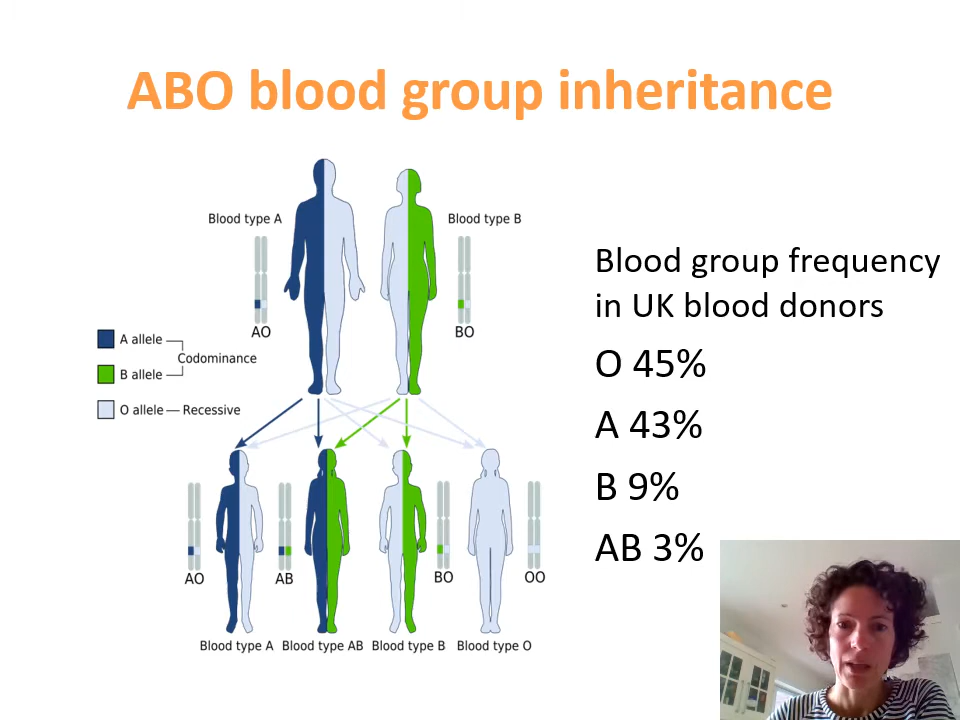 ABO blood group inheritance
Blood type A
Blood type B
AO
BO
A allele
Codominance
B allele
O allele — Recessive
AO
AB
BO
OO
Blood type A
Blood type AB
Blood type B
Blood type O
Blood group frequency
in UK blood donors
O 45%
A 43%
B 9%
AB 3%